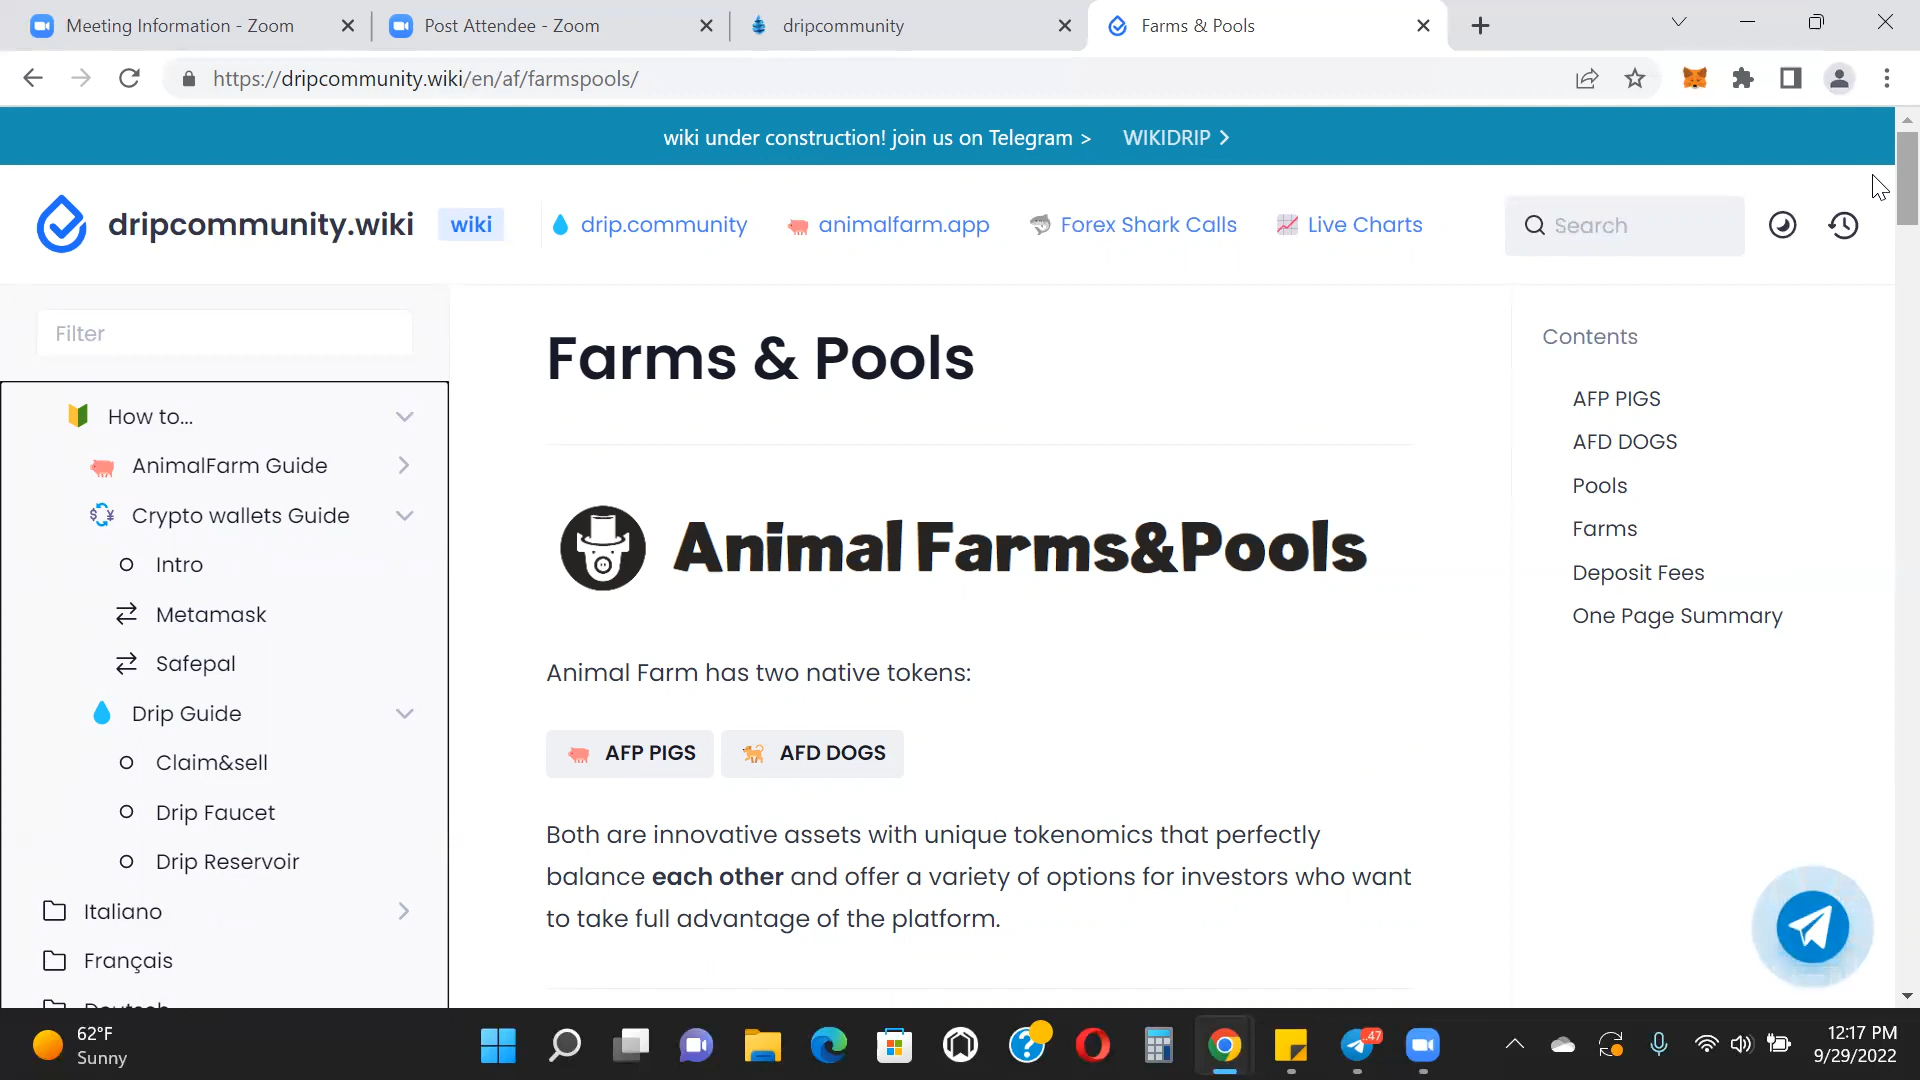 Meeting Information - Zoom
Post Attendee - Zoom
dripcommunity
Farms & Pools
https://dripcommunity.wiki/en/af/farmspools/
wiki under construction! join us on Telegram > WIKIDRIP >
dripcommunity.wiki
wiki
drip.community
animalfarm.app
Forex Shark Calls
Live Charts
Search
Filter
How to...
AnimalFarm Guide
Crypto wallets Guide
Intro
Metamask
Safepal
Drip Guide
Claim&sell
Drip Faucet
Drip Reservoir
Italiano
Français
Deutsch
Farms & Pools
Animal Farms&Pools
Animal Farm has two native tokens:
AFP PIGS
AFD DOGS
Both are innovative assets with unique tokenomics that perfectly
balance each other and offer a variety of options for investors who want
to take full advantage of the platform.
Contents
AFP PIGS
AFD DOGS
Pools
Farms
Deposit Fees
One Page Summary
62°F
Sunny
47
12:17 PM
9/29/2022